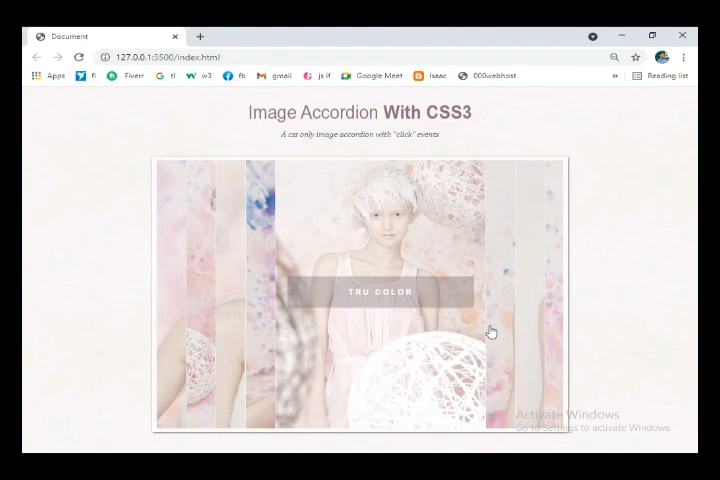 Document
127.0.0.1:5500/index.html
Apps fl Fiverr tl w3 fb gmail js if Google Meet Isaac 000webhost » Reading list
Image Accordion With CSS3
A css only image accordion with "click" events
TRU COLOR
Activate Windows
Go to Settings to activate Windows.